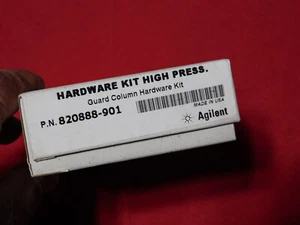 HARDWARE KIT HIGH PRESS.
Guard Column Hardware Kit
P.N. 820888-901
MADE IN USA
Agilent